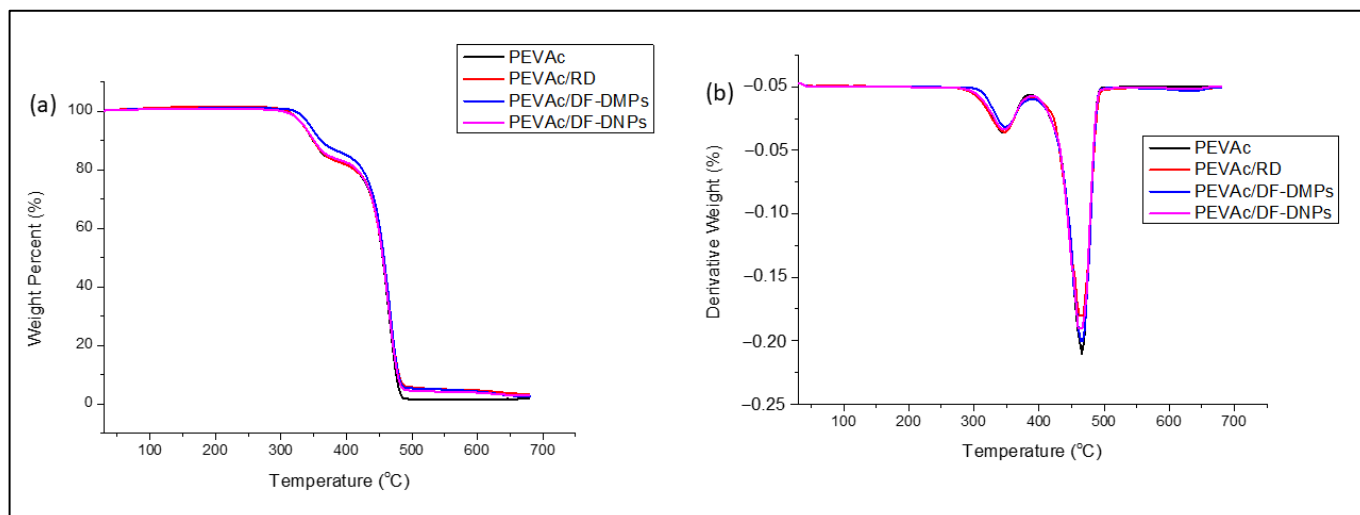 (a)
PEVAc
PEVAc/RD
PEVAc/DF-DMPs
PEVAc/DF-DNPs
100
80
60
40
20
0
Weight Percent (%)
100 200 300 400 500 600 700
Temperature (°C)
(b)
−0.05
−0.05
−0.10
−0.15
−0.20
−0.25
Derivative Weight (%)
PEVAc
PEVAc/RD
PEVAc/DF-DMPs
PEVAc/DF-DNPs
100 200 300 400 500 600 700
Temperature (°C)